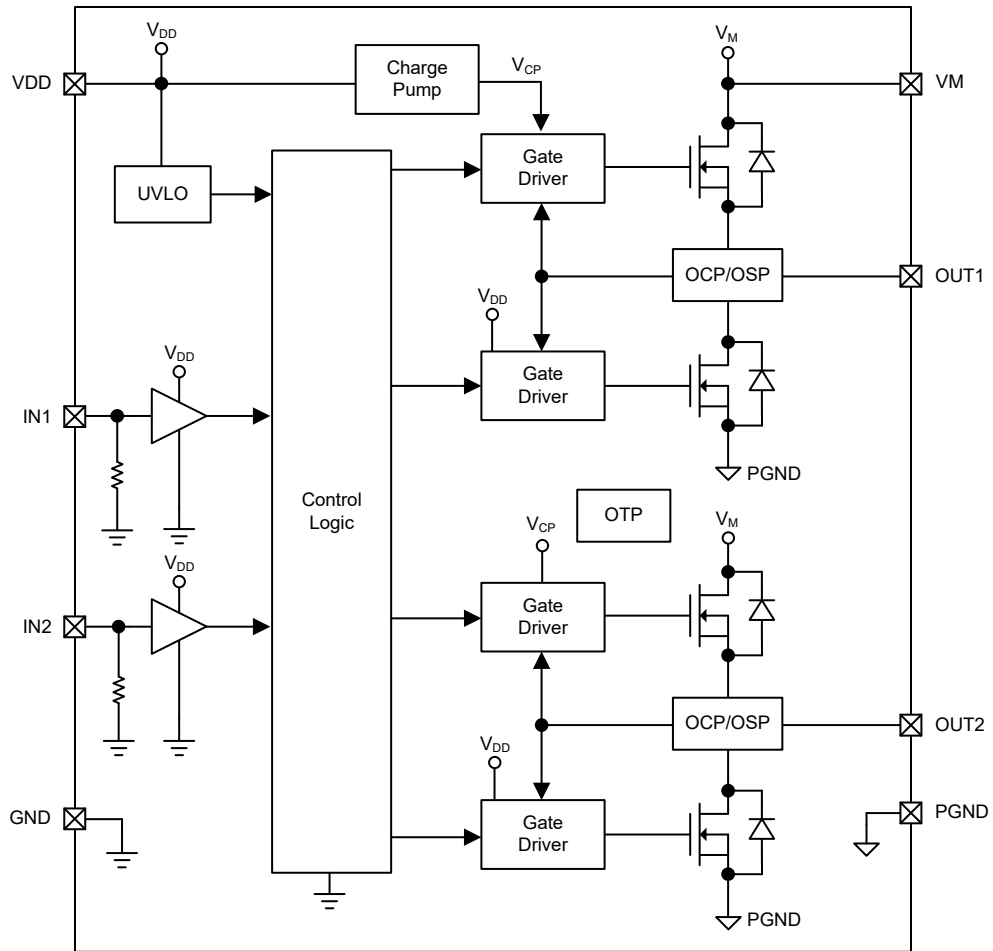 VDD
VDD
Charge
Pump
VCP
VM
VM
UVLO
Gate
Driver
OCP/OSP
OUT1
VDD
Gate
Driver
VDD
IN1
PGND
Control
Logic
OTP
VCP
VM
VDD
IN2
Gate
Driver
OCP/OSP
OUT2
VDD
GND
Gate
Driver
PGND
PGND